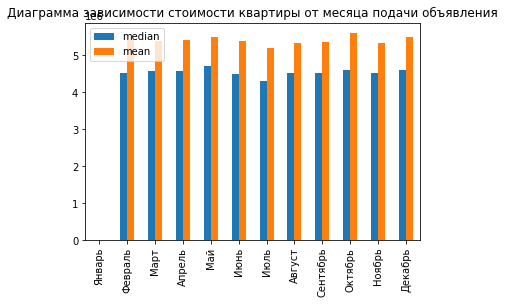 Диаграмма зависимости стоимости квартиры от месяца подачи объявления
1e6
median
mean
5
4
3
2
1
0
Январь
Февраль
Март
Апрель
Май
Июнь
Июль
Август
Сентябрь
Октябрь
Ноябрь
Декабрь